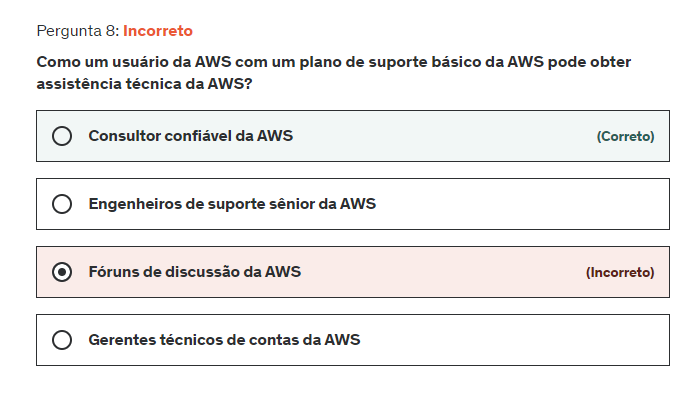 Pergunta 8: Incorreto
Como um usuário da AWS com um plano de suporte básico da AWS pode obter
assistência técnica da AWS?
Consultor confiável da AWS (Correto)
Engenheiros de suporte sênior da AWS
Fóruns de discussão da AWS (Incorreto)
Gerentes técnicos de contas da AWS